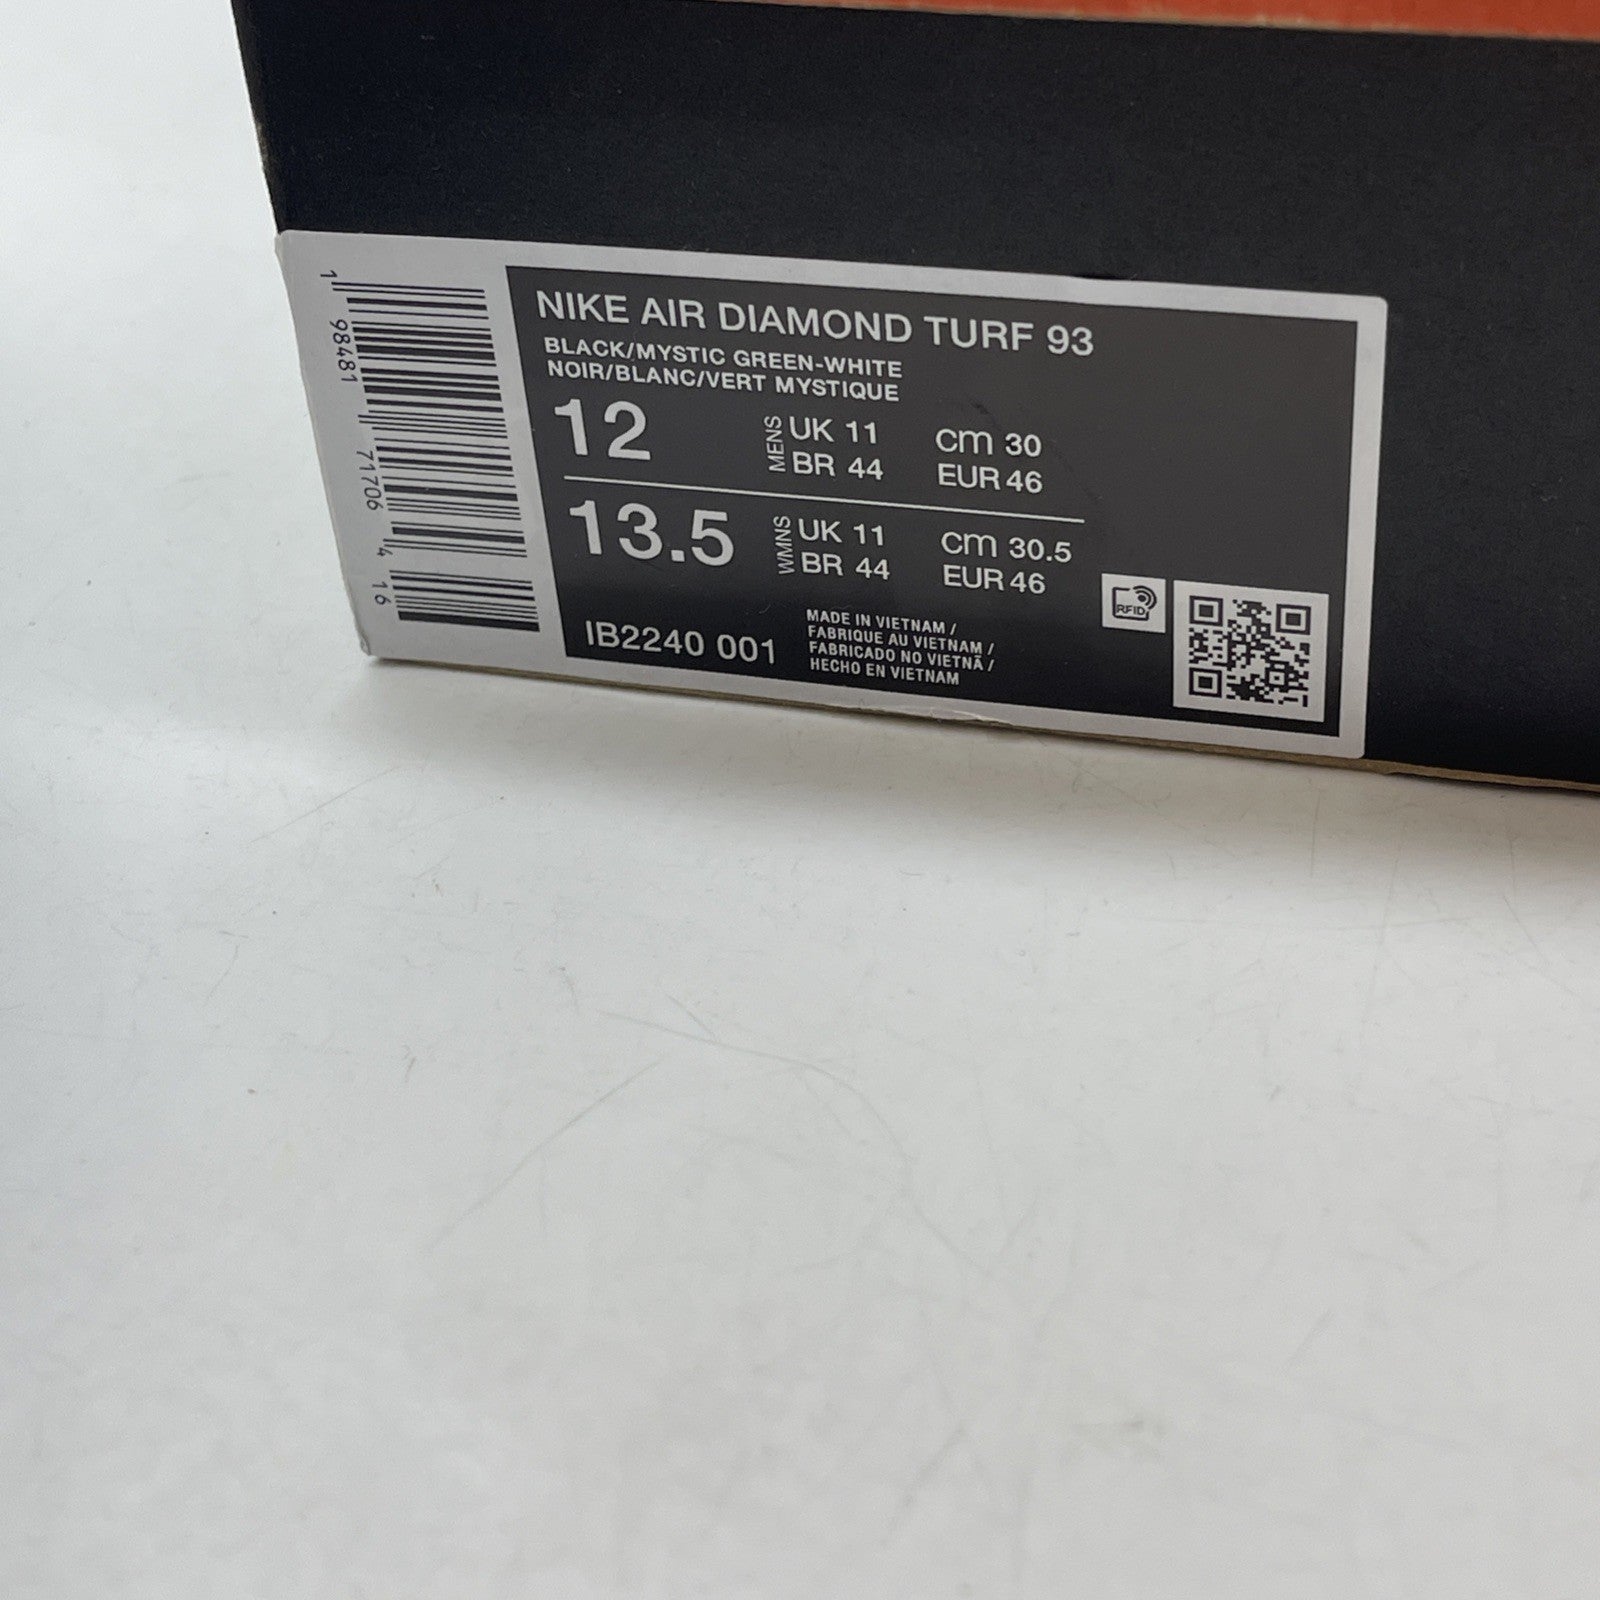 NIKE AIR DIAMOND TURF 93
BLACK/MYSTIC GREEN-WHITE
NOIR/BLANC/VERT MYSTIQUE
12 MENS UK 11 cm 30
BR 44 EUR 46
13.5 WMNS UK 11 cm 30.5
BR 44 EUR 46
IB2240 001
MADE IN VIETNAM /
FABRIQUE AU VIETNAM /
FABRICADO NO VIETNÃ /
HECHO EN VIETNAM
RFID
1 98481 71706 4 16